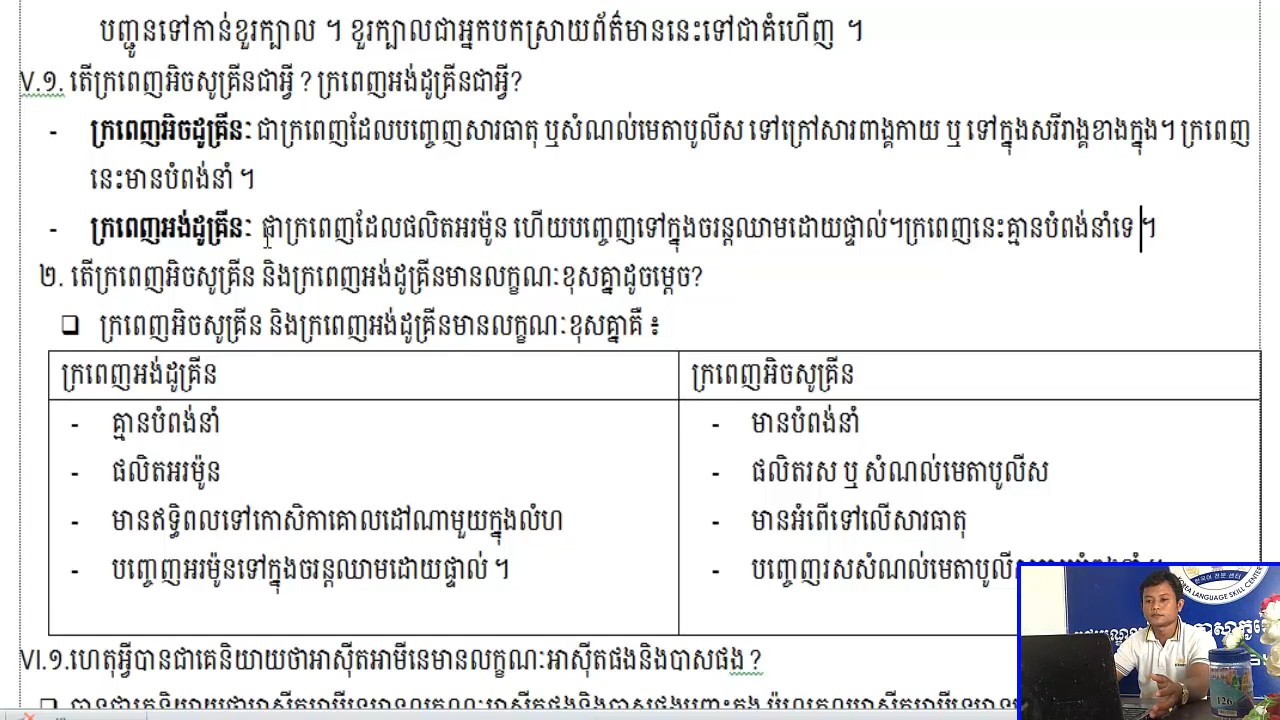 បញ្ជូនទៅកាន់ខួរក្បាល ។ ខួរក្បាលជាអ្នកបកស្រាយព័ត៌មាននេះទៅជាគំហើញ ។
V.១. តើក្រពេញអិចសូគ្រីនជាអ្វី ? ក្រពេញអង់ដូគ្រីនជាអ្វី?
- ក្រពេញអិចដូគ្រីនៈ ជាក្រពេញដែលបញ្ចេញសារធាតុ ឬសំណល់មេតាបូលីស ទៅក្រៅសារពាង្គកាយ ឬ ទៅក្នុងសរីរាង្គខាងក្នុង។ ក្រពេញ
នេះមានបំពង់នាំ ។
- ក្រពេញអង់ដូគ្រីនៈ ជាក្រពេញដែលផលិតអរម៉ូន ហើយបញ្ចេញទៅក្នុងចរន្តឈាមដោយផ្ទាល់។ក្រពេញនេះគ្មានបំពង់នាំទេ ។
២. តើក្រពេញអិចសូគ្រីន និងក្រពេញអង់ដូគ្រីនមានលក្ខណៈខុសគ្នាដូចម្តេច?
❑ ក្រពេញអិចសូគ្រីន និងក្រពេញអង់ដូគ្រីនមានលក្ខណៈខុសគ្នាគឺ ៖
ក្រពេញអង់ដូគ្រីន
- គ្មានបំពង់នាំ
- ផលិតអរម៉ូន
- មានឥទ្ធិពលទៅកោសិកាគោលដៅណាមួយក្នុងលំហ
- បញ្ចេញអរម៉ូនទៅក្នុងចរន្តឈាមដោយផ្ទាល់ ។
ក្រពេញអិចសូគ្រីន
- មានបំពង់នាំ
- ផលិតរស ឬ សំណល់មេតាបូលីស
- មានអំពើទៅលើសារធាតុ
- បញ្ចេញរសសំណល់មេតាបូលីស
VI.១.ហេតុអ្វីបានជាគេនិយាយថាអាស៊ីតអាមីនេមានលក្ខណៈអាស៊ីតផងនិងបាសផង ?
KOREA LANGUAGE SKILL CENTER
한국어 전문 센터
126